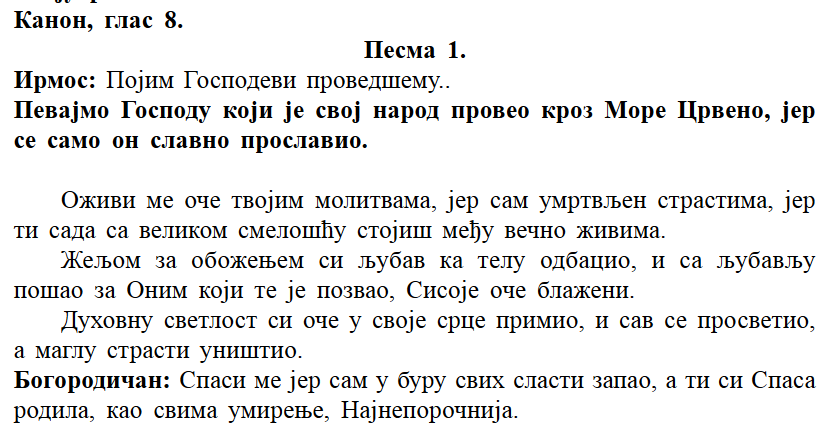 Канон, глас 8.
Песма 1.
Ирмос: Појим Господеви проведшему..
Певајмо Господу који је свој народ провео кроз Море Црвено, јер
се само он славно прославио.
Оживи ме оче твојим молитвама, јер сам умртвљен страстима, јер
ти сада са великом смелошћу стојиш међу вечно живима.
Жељом за обожењем си љубав ка телу одбацио, и са љубављу
пошао за Оним који те је позвао, Сисоје оче блажени.
Духовну светлост си оче у своје срце примио, и сав се просветио,
а маглу страсти уништио.
Богородичан: Спаси ме јер сам у буру свих сласти запао, а ти си Спаса
родила, као свима умирење, Најнепорочнија.